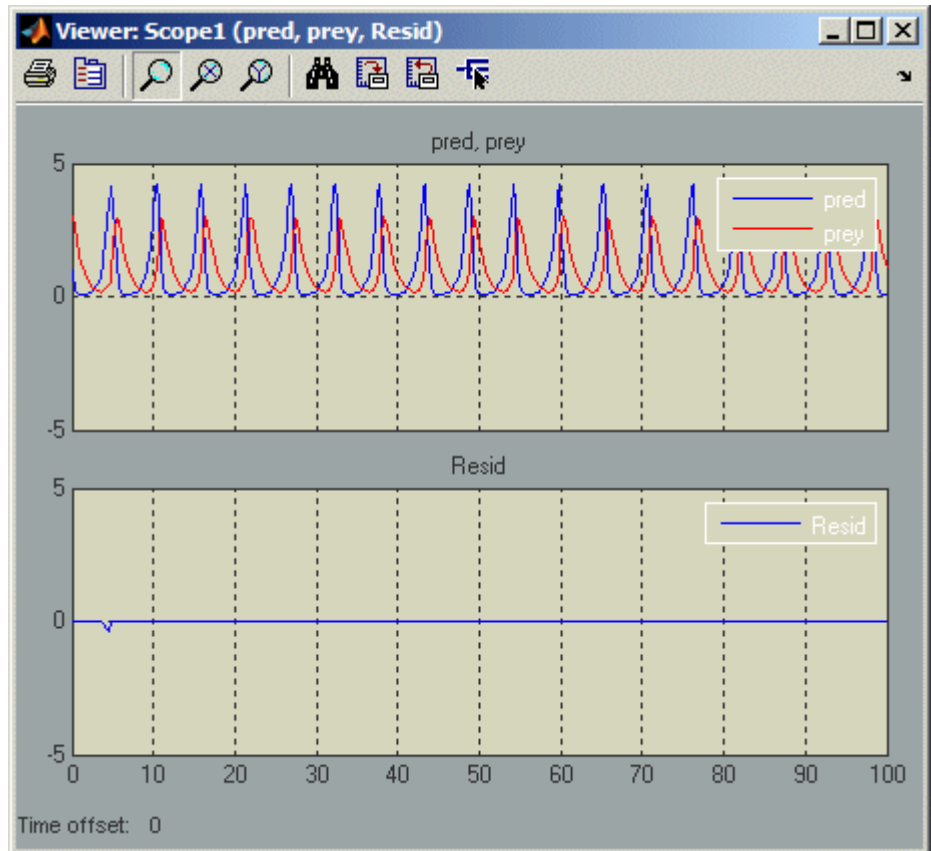 Viewer: Scope1 (pred, prey, Resid)
pred, prey
5
0
-5
pred
prey
Resid
5
0
-5
Resid
0 10 20 30 40 50 60 70 80 90 100
Time offset: 0